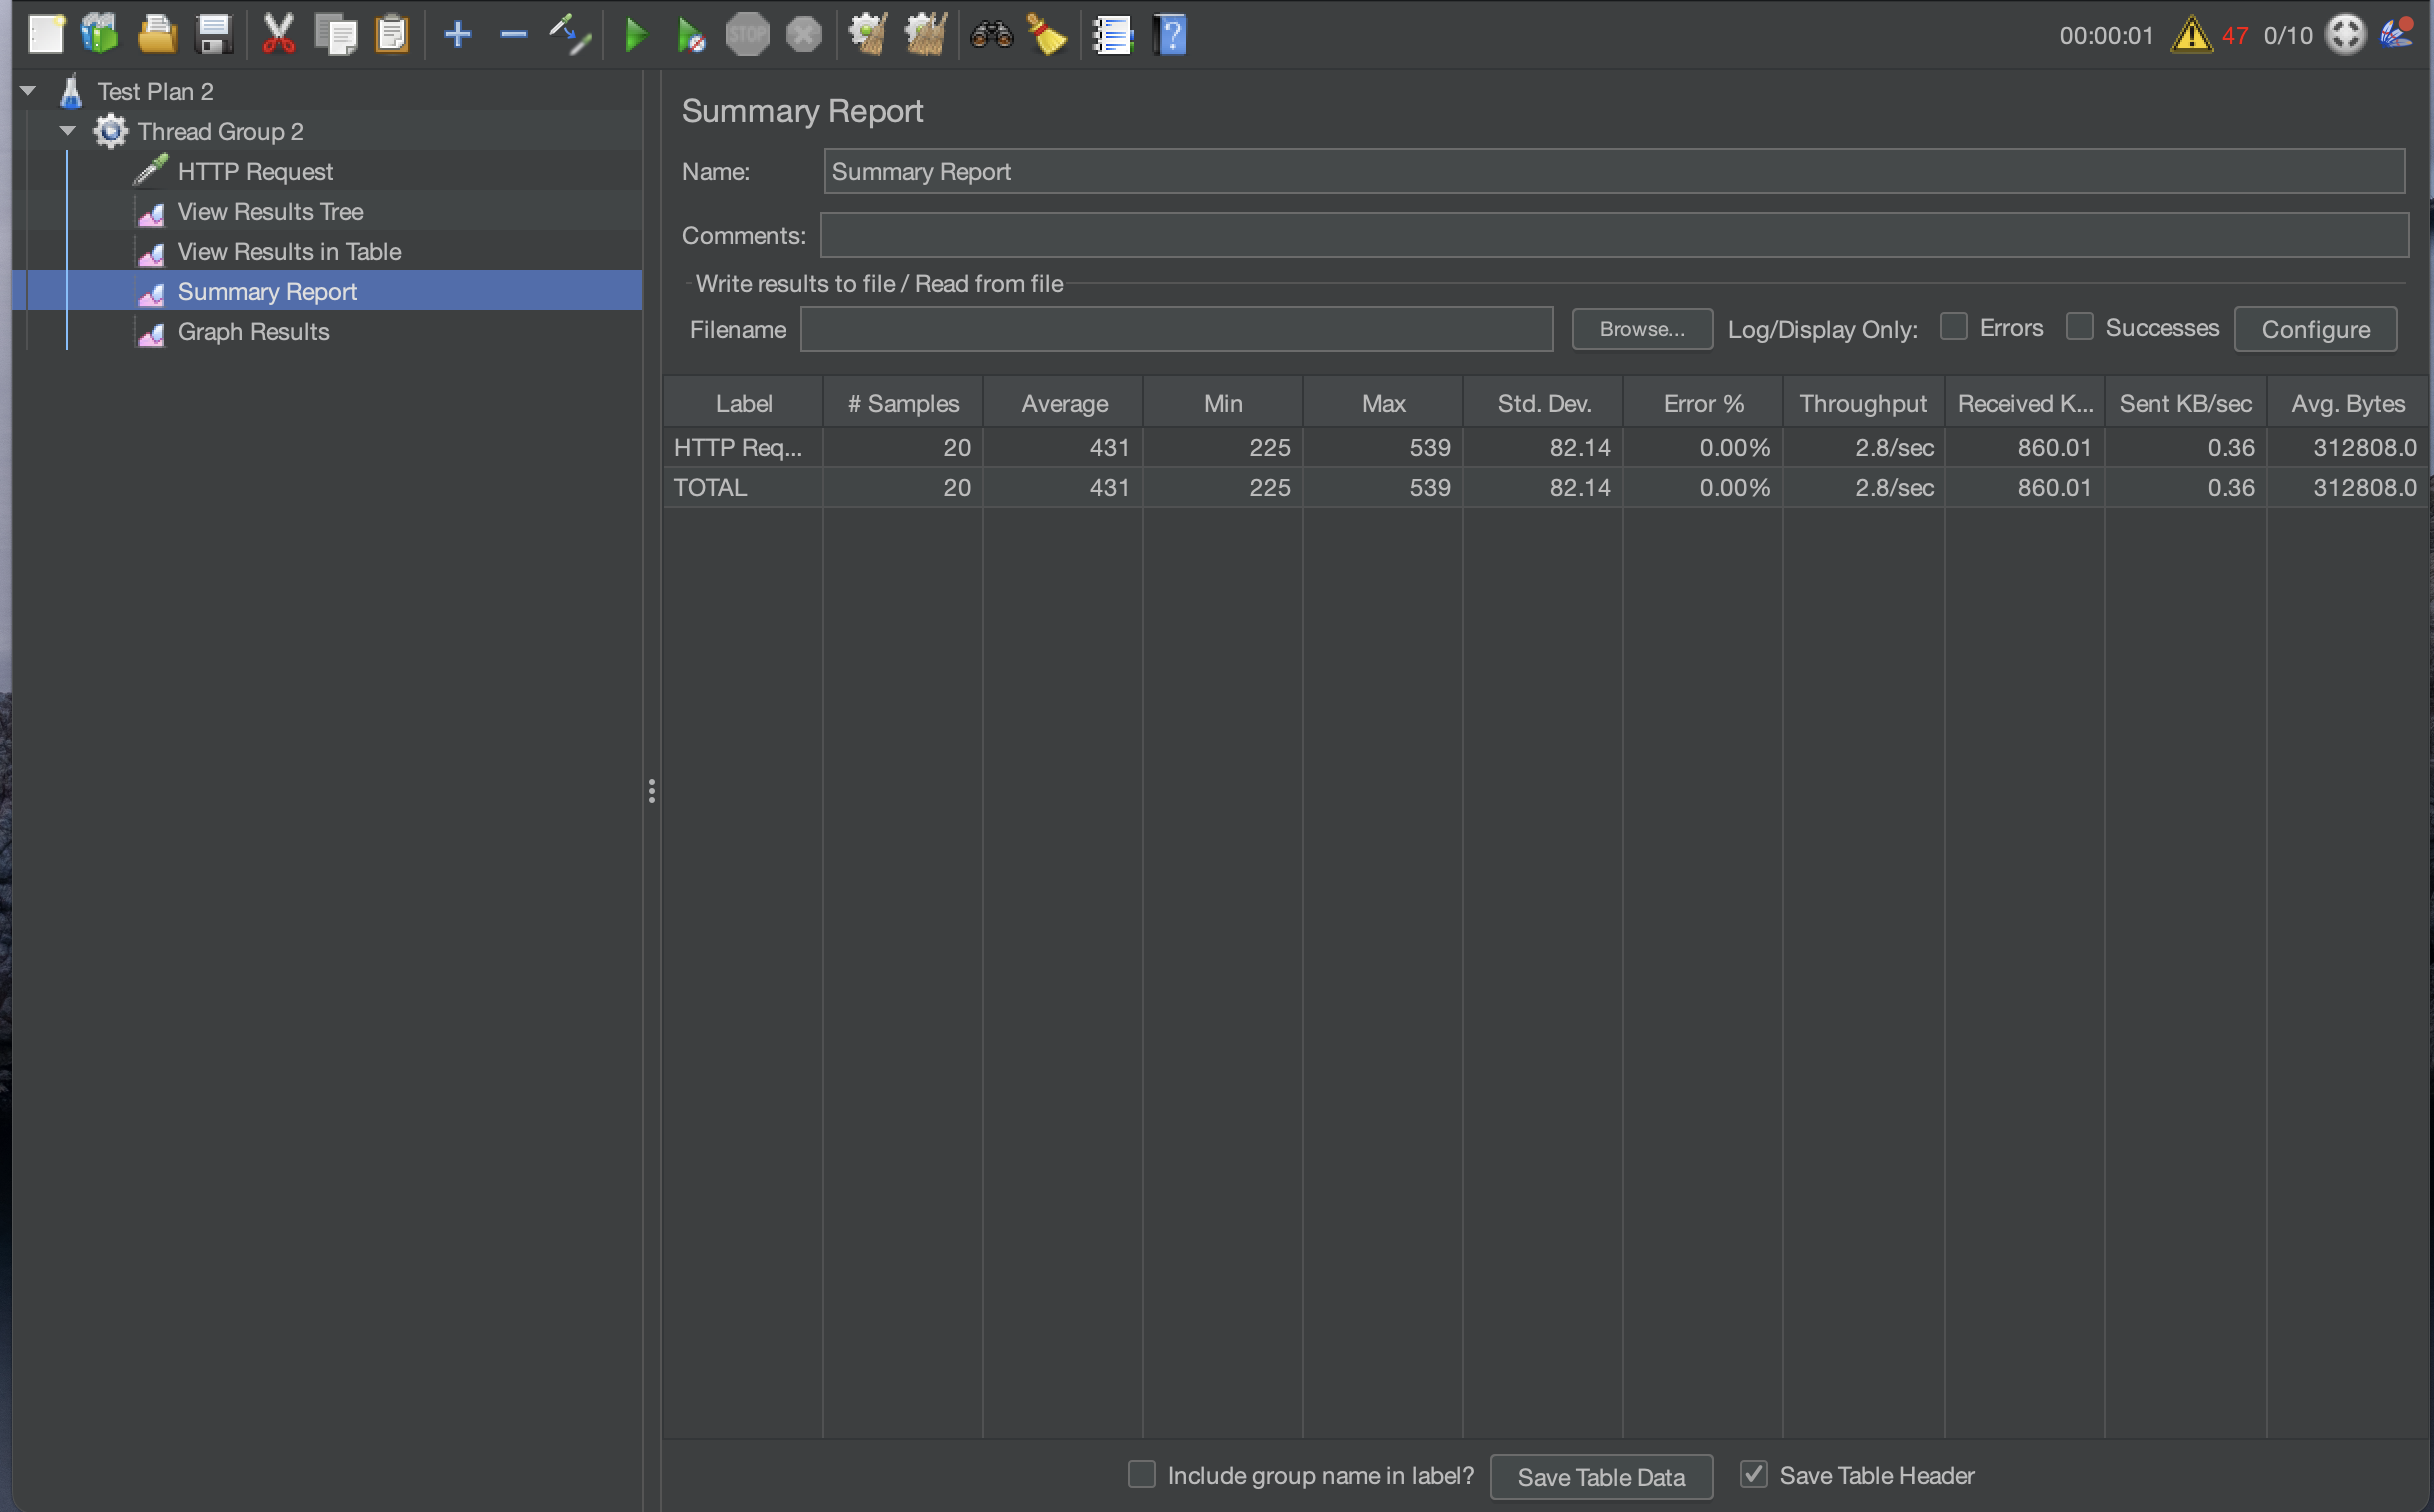 STOP
00:00:01 47 0/10
Test Plan 2
Thread Group 2
HTTP Request
View Results Tree
View Results in Table
Summary Report
Graph Results
Summary Report
Name: Summary Report
Comments:
Write results to file / Read from file
Filename Browse... Log/Display Only: Errors Successes Configure
Label # Samples Average Min Max Std. Dev. Error % Throughput Received K... Sent KB/sec Avg. Bytes
HTTP Req... 20 431 225 539 82.14 0.00% 2.8/sec 860.01 0.36 312808.0
TOTAL 20 431 225 539 82.14 0.00% 2.8/sec 860.01 0.36 312808.0
Include group name in label? Save Table Data Save Table Header